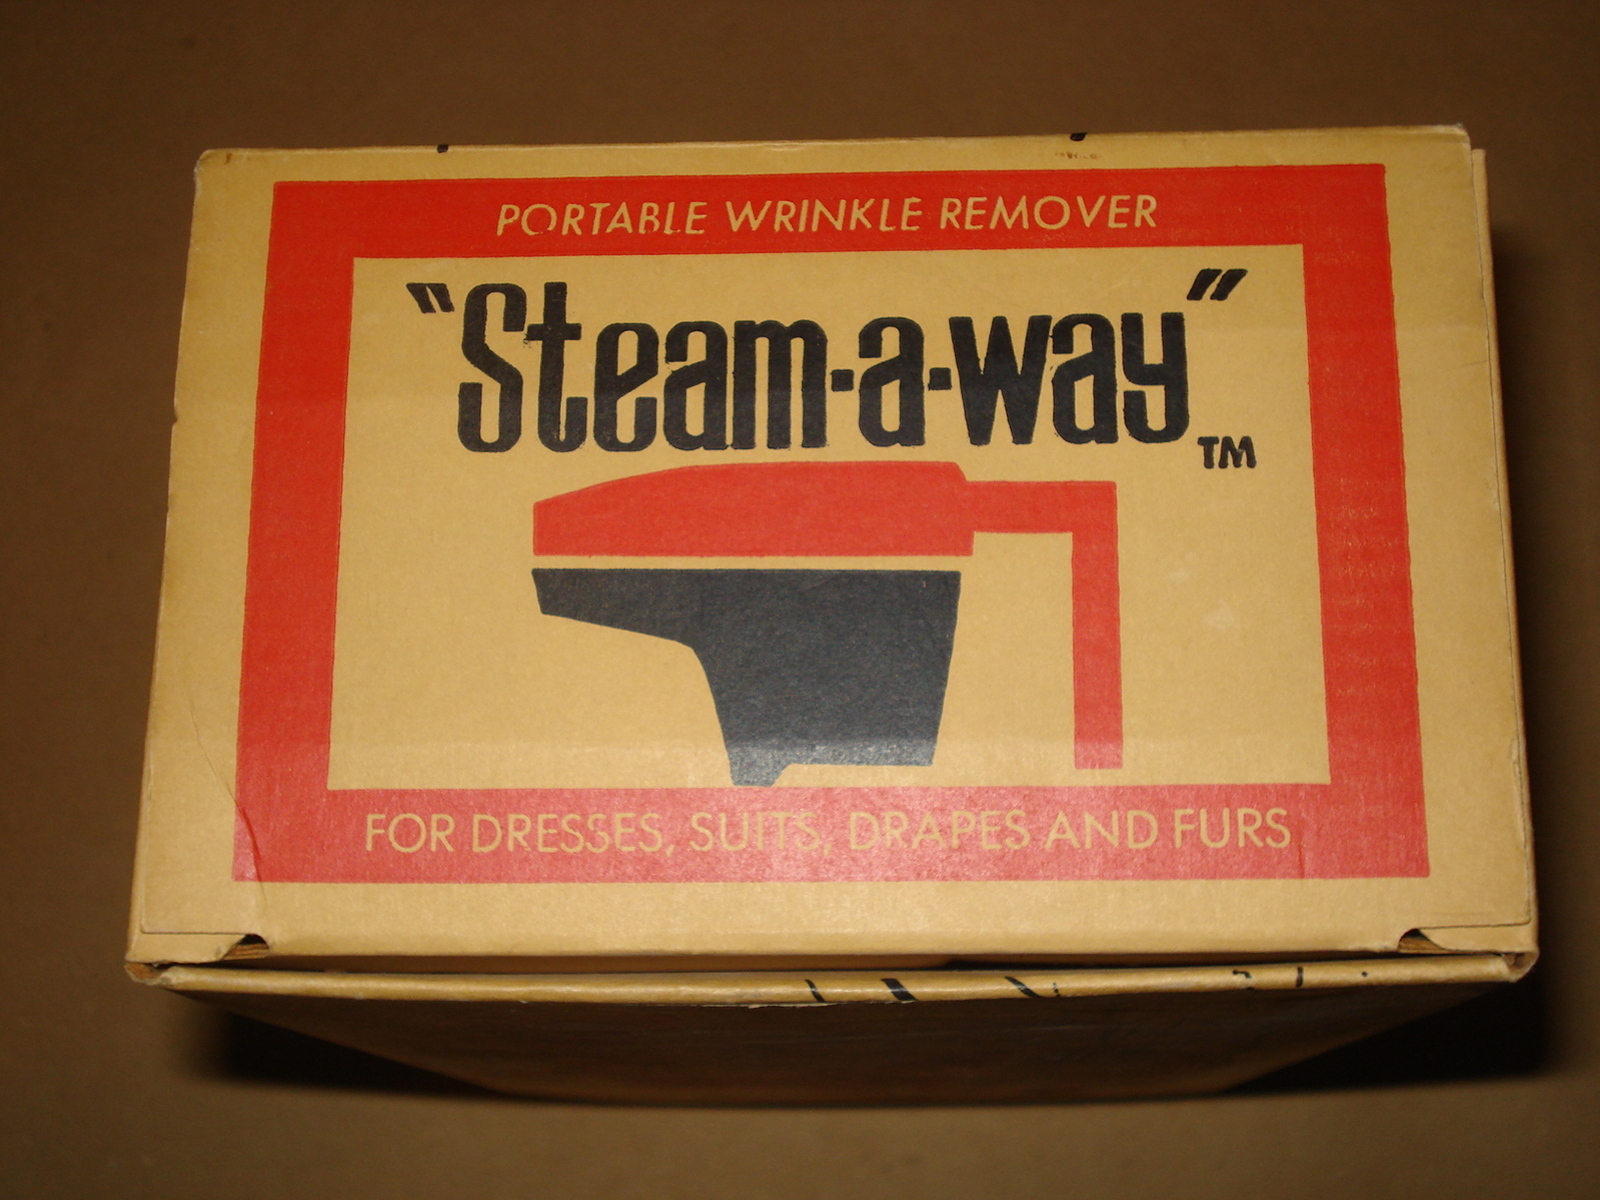 PORTABLE WRINKLE REMOVER
"Steam-a-way"
TM
FOR DRESSES, SUITS, DRAPES AND FURS